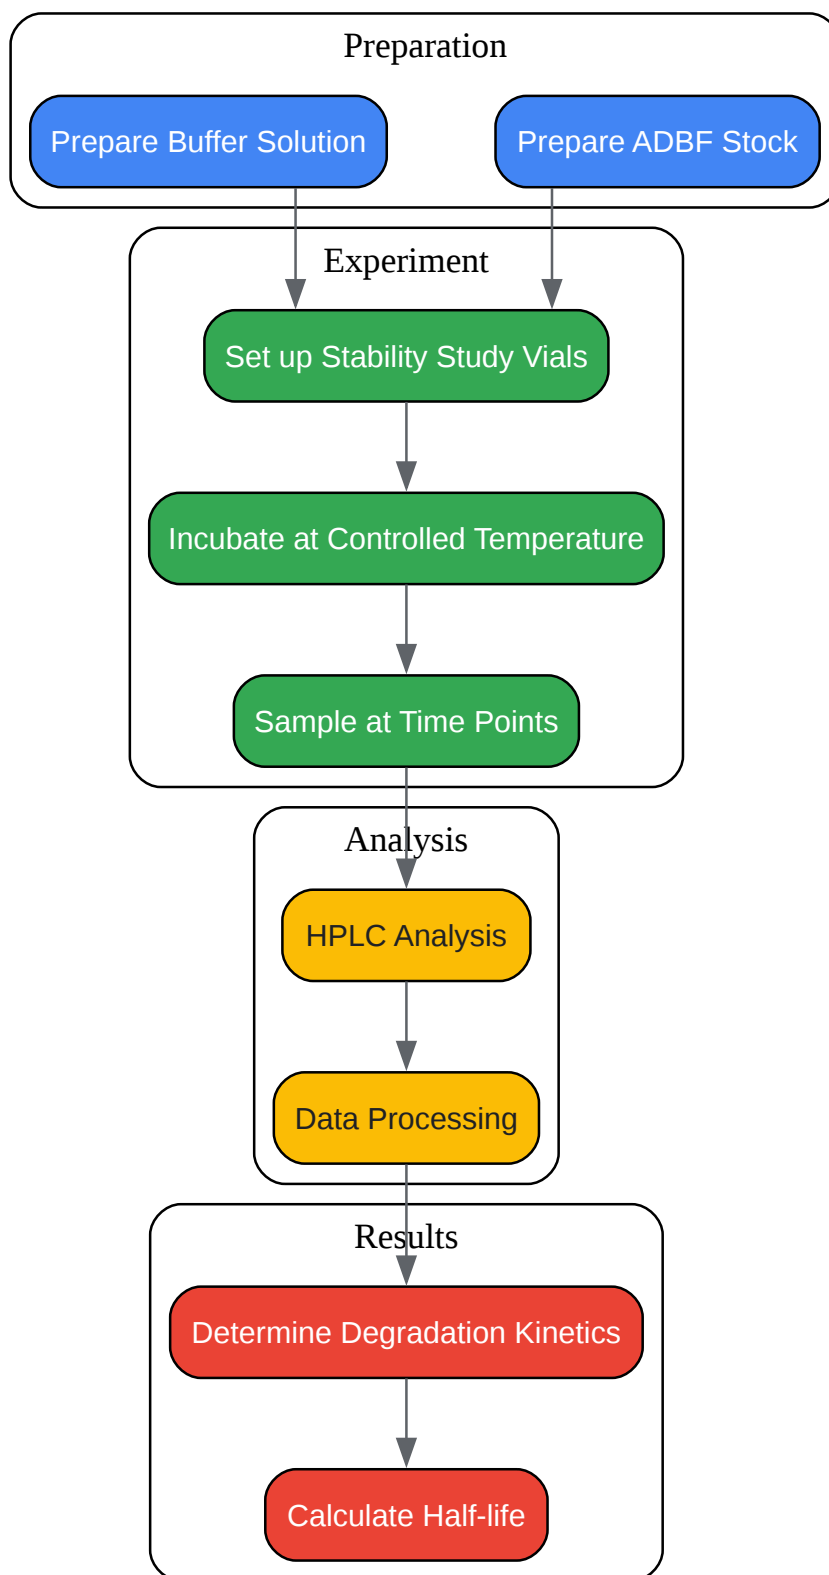 Preparation
Prepare Buffer Solution
Prepare ADBF Stock
Experiment
Set up Stability Study Vials
Incubate at Controlled Temperature
Sample at Time Points
Analysis
HPLC Analysis
Data Processing
Results
Determine Degradation Kinetics
Calculate Half-life